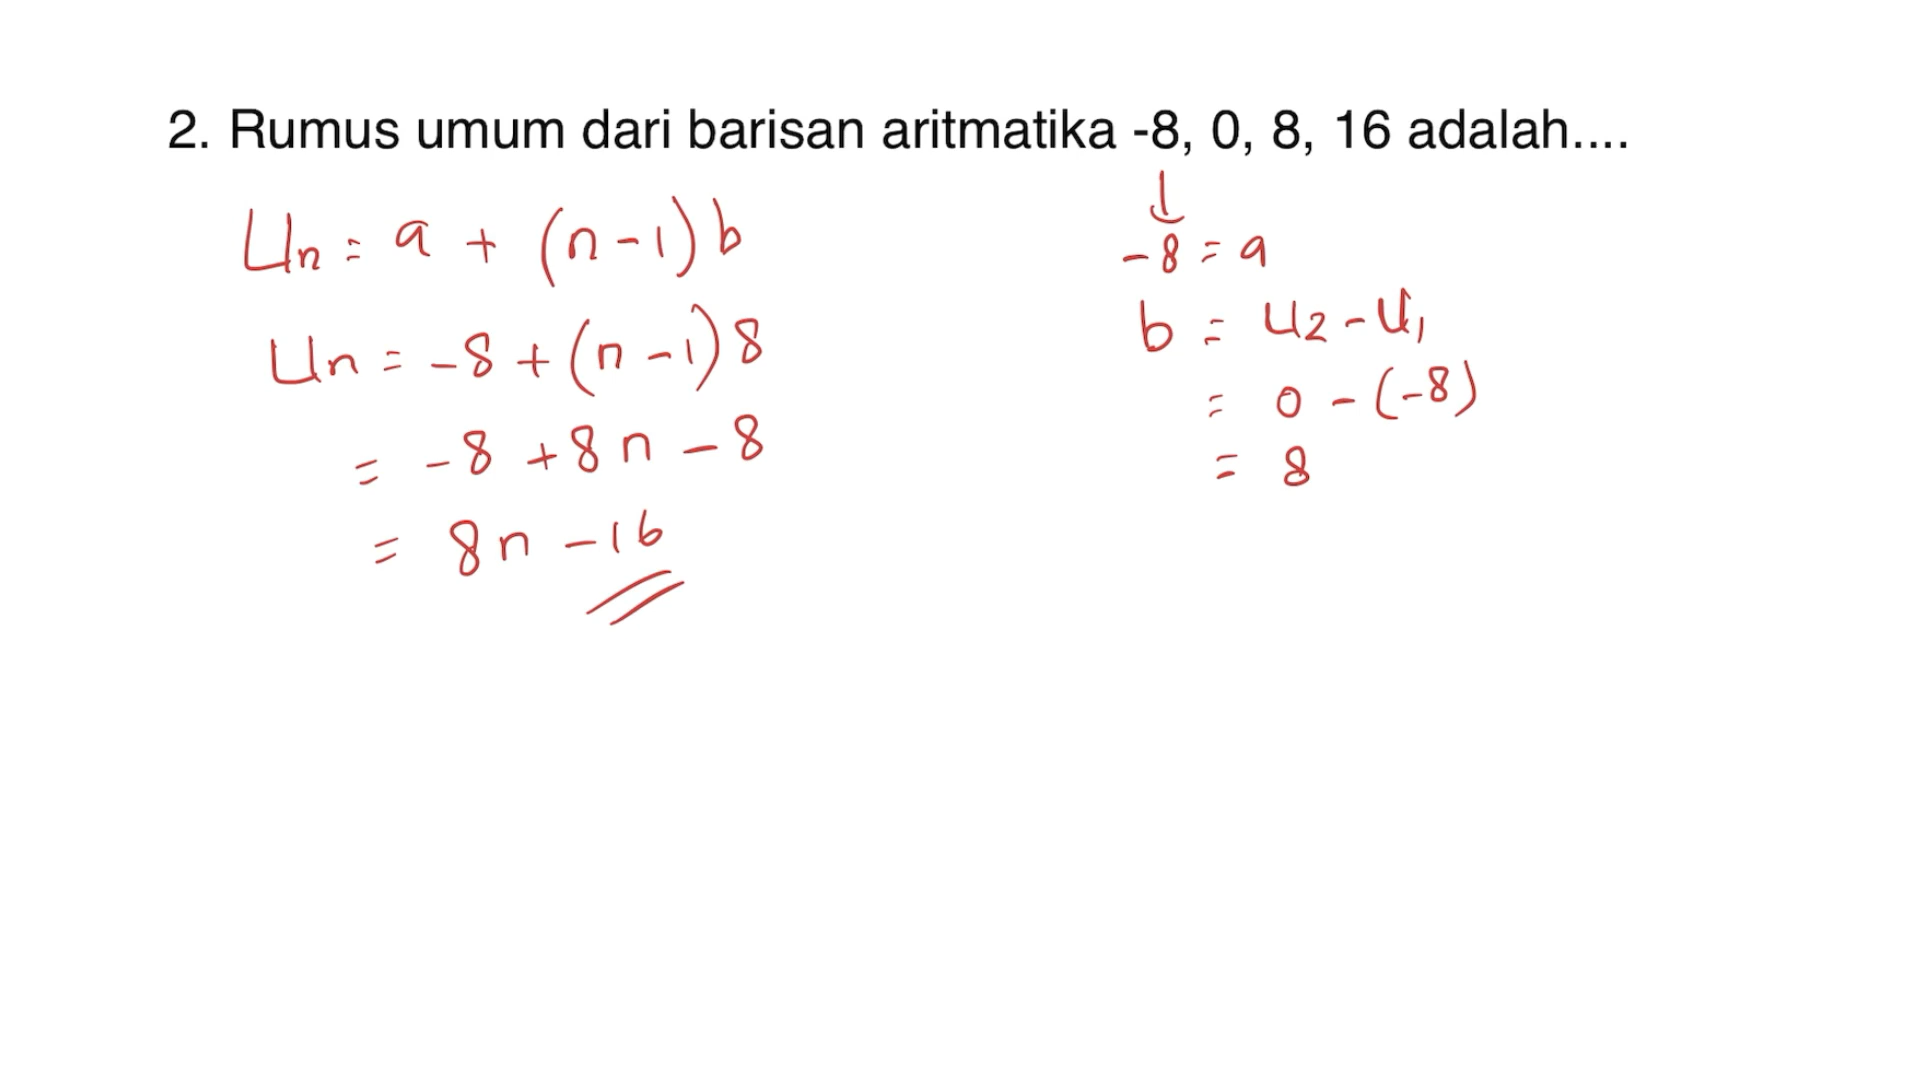 2. Rumus umum dari barisan aritmatika -8, 0, 8, 16 adalah....
Un = a + (n-1)b
Un = -8 + (n-1)8
= -8 + 8n - 8
= 8n - 16
-8 = a
b = U2 - U1
= 0 - (-8)
= 8